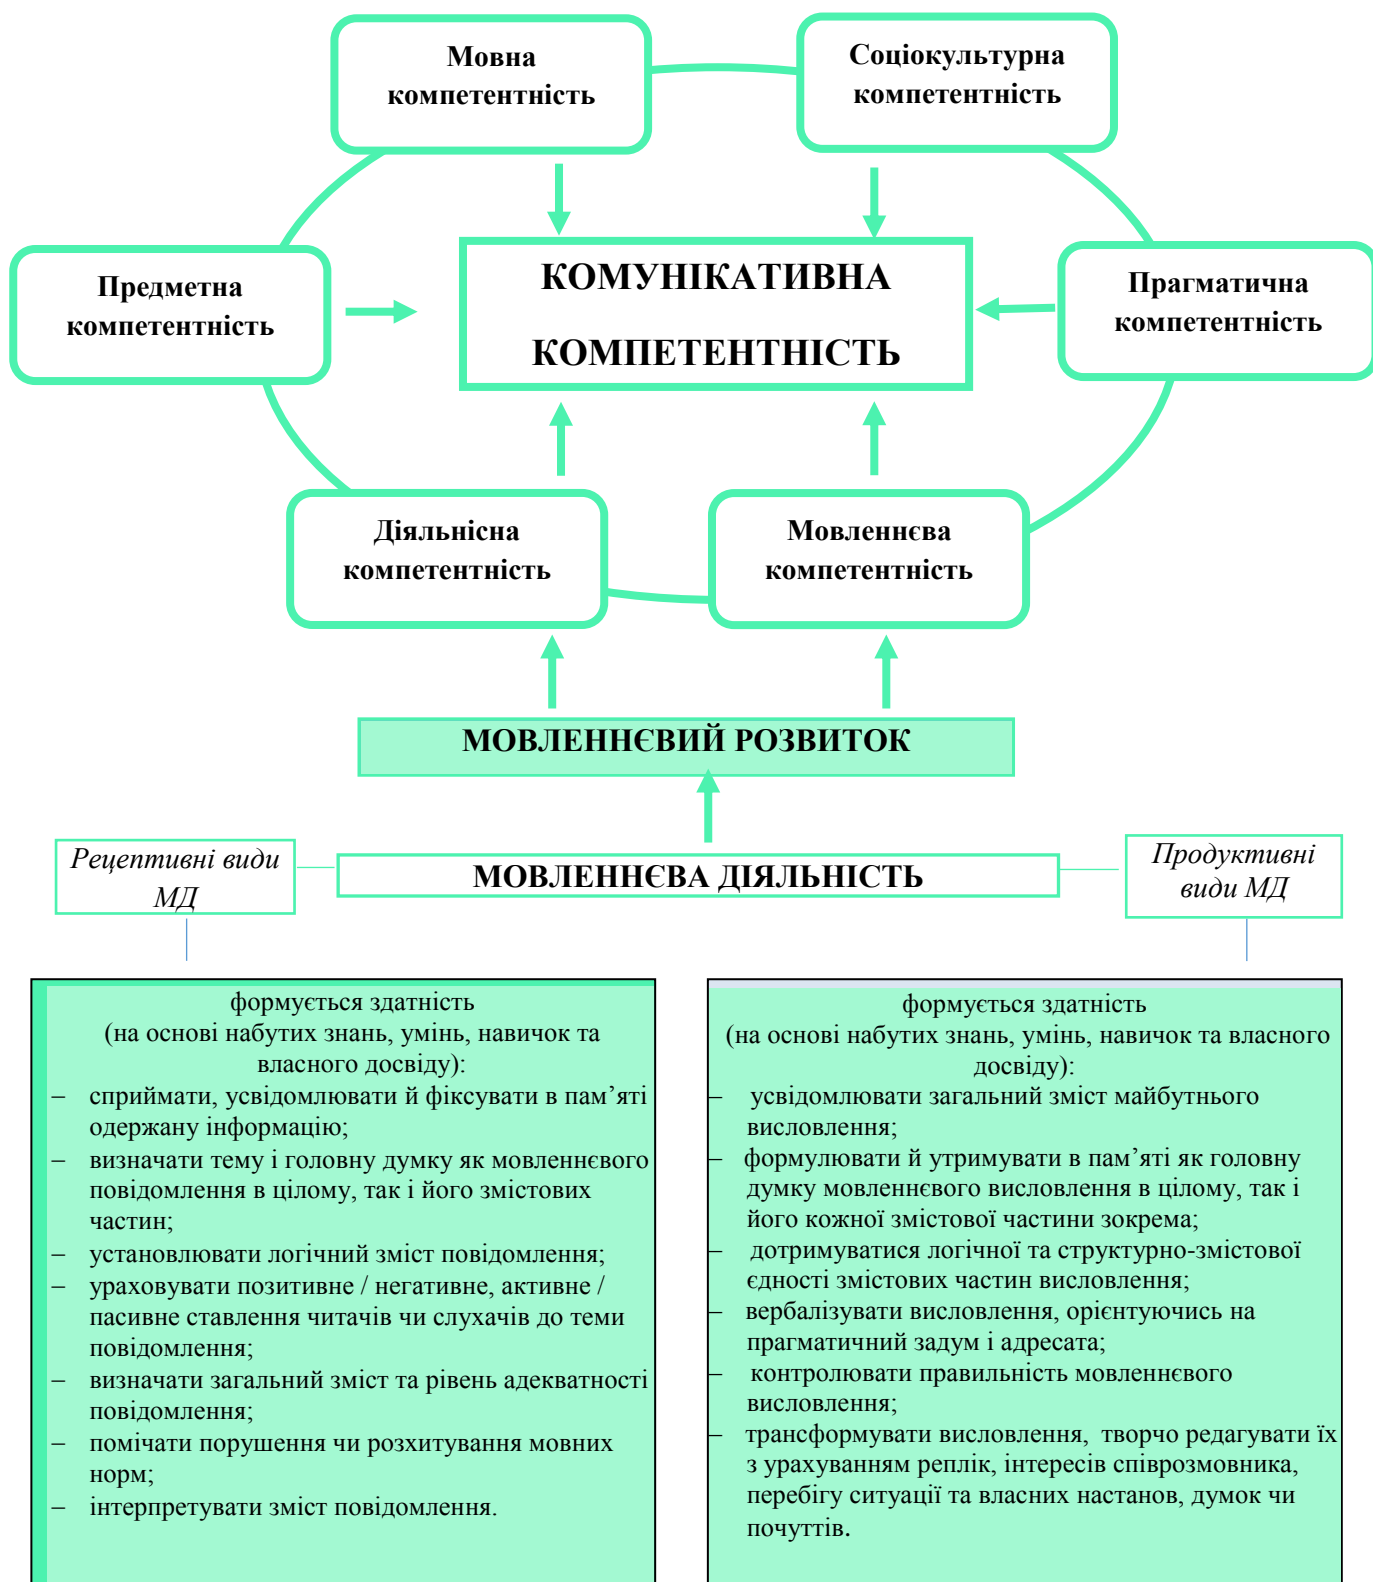 Мовна
компетентність
Соціокультурна
компетентність
Предметна
компетентність
КОМУНІКАТИВНА
КОМПЕТЕНТНІСТЬ
Прагматична
компетентність
Діяльнісна
компетентність
Мовленнєва
компетентність
МОВЛЕННЄВИЙ РОЗВИТОК
Рецептивні види
МД
МОВЛЕННЄВА ДІЯЛЬНІСТЬ
Продуктивні
види МД
формується здатність
(на основі набутих знань, умінь, навичок та
власного досвіду):
– сприймати, усвідомлювати й фіксувати в пам’яті
одержану інформацію;
– визначати тему і головну думку як мовленнєвого
повідомлення в цілому, так і його змістових
частин;
– установлювати логічний зміст повідомлення;
– ураховувати позитивне / негативне, активне /
пасивне ставлення читачів чи слухачів до теми
повідомлення;
– визначати загальний зміст та рівень адекватності
повідомлення;
– помічати порушення чи розхитування мовних
норм;
– інтерпретувати зміст повідомлення.
формується здатність
(на основі набутих знань, умінь, навичок та власного
досвіду):
– усвідомлювати загальний зміст майбутнього
висловлення;
– формулювати й утримувати в пам’яті як головну
думку мовленнєвого висловлення в цілому, так і
його кожної змістової частини зокрема;
– дотримуватися логічної та структурно-змістової
єдності змістових частин висловлення;
– вербалізувати висловлення, орієнтуючись на
прагматичний задум і адресата;
– контролювати правильність мовленнєвого
висловлення;
– трансформувати висловлення, творчо редагувати їх
з урахуванням реплік, інтересів співрозмовника,
перебігу ситуації та власних настанов, думок чи
почуттів.